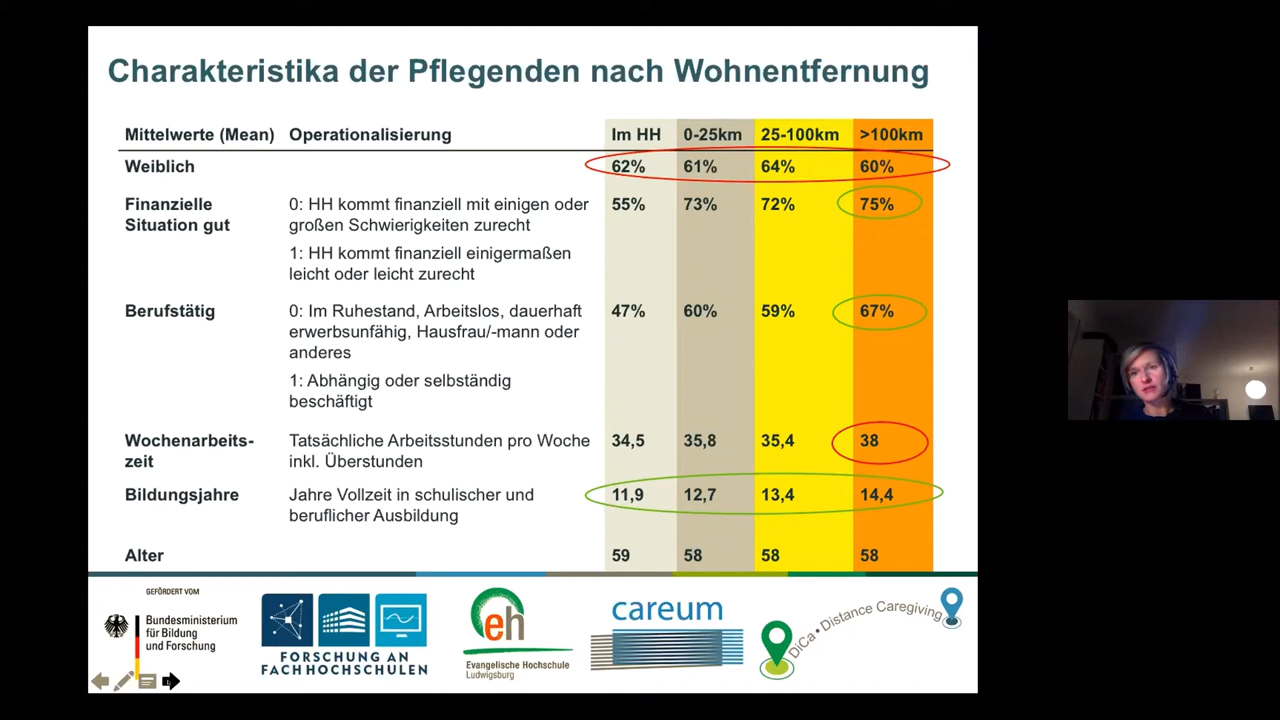 Charakteristika der Pflegenden nach Wohnentfernung
Mittelwerte (Mean) Operationalisierung Im HH 0-25km 25-100km >100km
Weiblich 62% 61% 64% 60%
Finanzielle 0: HH kommt finanziell mit einigen oder 55% 73% 72% 75%
Situation gut großen Schwierigkeiten zurecht
1: HH kommt finanziell einigermaßen
leicht oder leicht zurecht
Berufstätig 0: Im Ruhestand, Arbeitslos, dauerhaft 47% 60% 59% 67%
erwerbsunfähig, Hausfrau/-mann oder
anderes
1: Abhängig oder selbständig
beschäftigt
Wochenarbeits- Tatsächliche Arbeitsstunden pro Woche 34,5 35,8 35,4 38
zeit inkl. Überstunden
Bildungsjahre Jahre Vollzeit in schulischer und 11,9 12,7 13,4 14,4
beruflicher Ausbildung
Alter 59 58 58 58
GEFÖRDERT VOM
Bundesministerium
für Bildung
und Forschung
FORSCHUNG AN
FACHHOCHSCHULEN
eh
Evangelische Hochschule
Ludwigsburg
careum
DiCa • Distance Caregiving